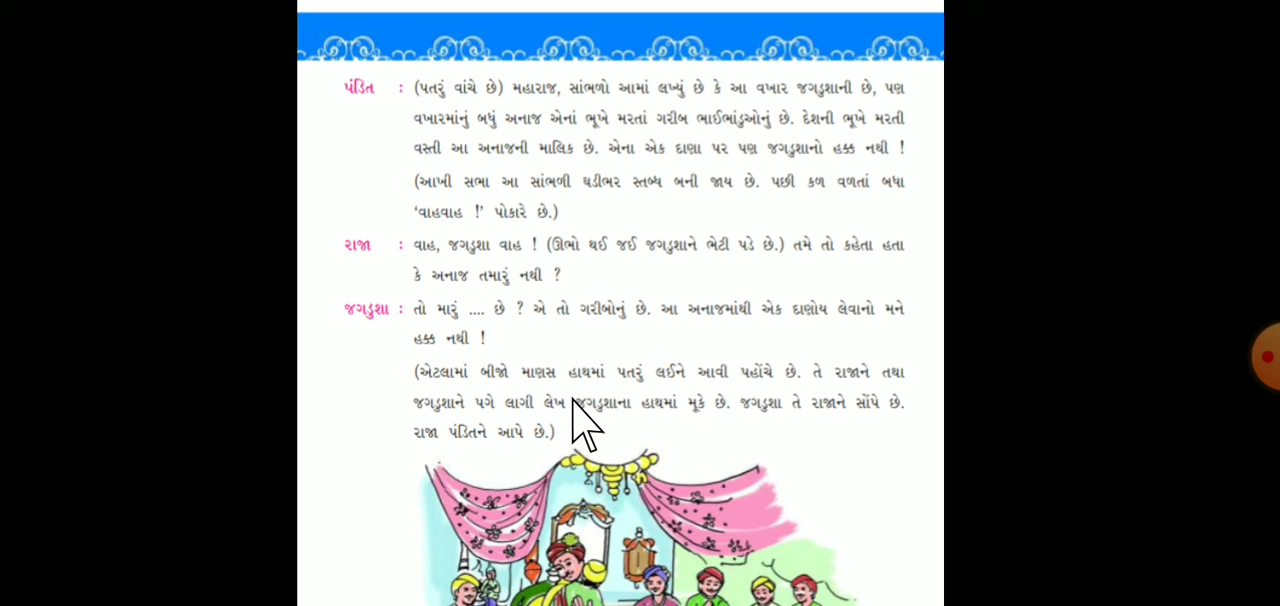 પંડિત : (પતરું વાંચે છે) મહારાજ, સાંભળો આમાં લખ્યું છે કે આ વખાર જગડુશાની છે, પણ
વખારમાંનું બધું અનાજ એનાં ભૂખે મરતાં ગરીબ ભાઈભાંડુઓનું છે. દેશની ભૂખે મરતી
વસ્તી આ અનાજની માલિક છે. એના એક દાણા પર પણ જગડુશાનો હક્ક નથી !
(આખી સભા આ સાંભળી ઘડીભર સ્તબ્ધ બની જાય છે. પછી કળ વળતાં બધા
‘વાહવાહ !’ પોકારે છે.)
રાજા : વાહ, જગડુશા વાહ ! (ઊભો થઈ જઈ જગડુશાને ભેટી પડે છે.) તમે તો કહેતા હતા
કે અનાજ તમારું નથી ?
જગડુશા : તો મારું .... છે ? એ તો ગરીબોનું છે. આ અનાજમાંથી એક દાણોય લેવાનો મને
હક્ક નથી !
(એટલામાં બીજો માણસ હાથમાં પતરું લઈને આવી પહોંચે છે. તે રાજાને તથા
જગડુશાને પગે લાગી લેખ જગડુશાના હાથમાં મૂકે છે. જગડુશા તે રાજાને સોંપે છે.
રાજા પંડિતને આપે છે.)